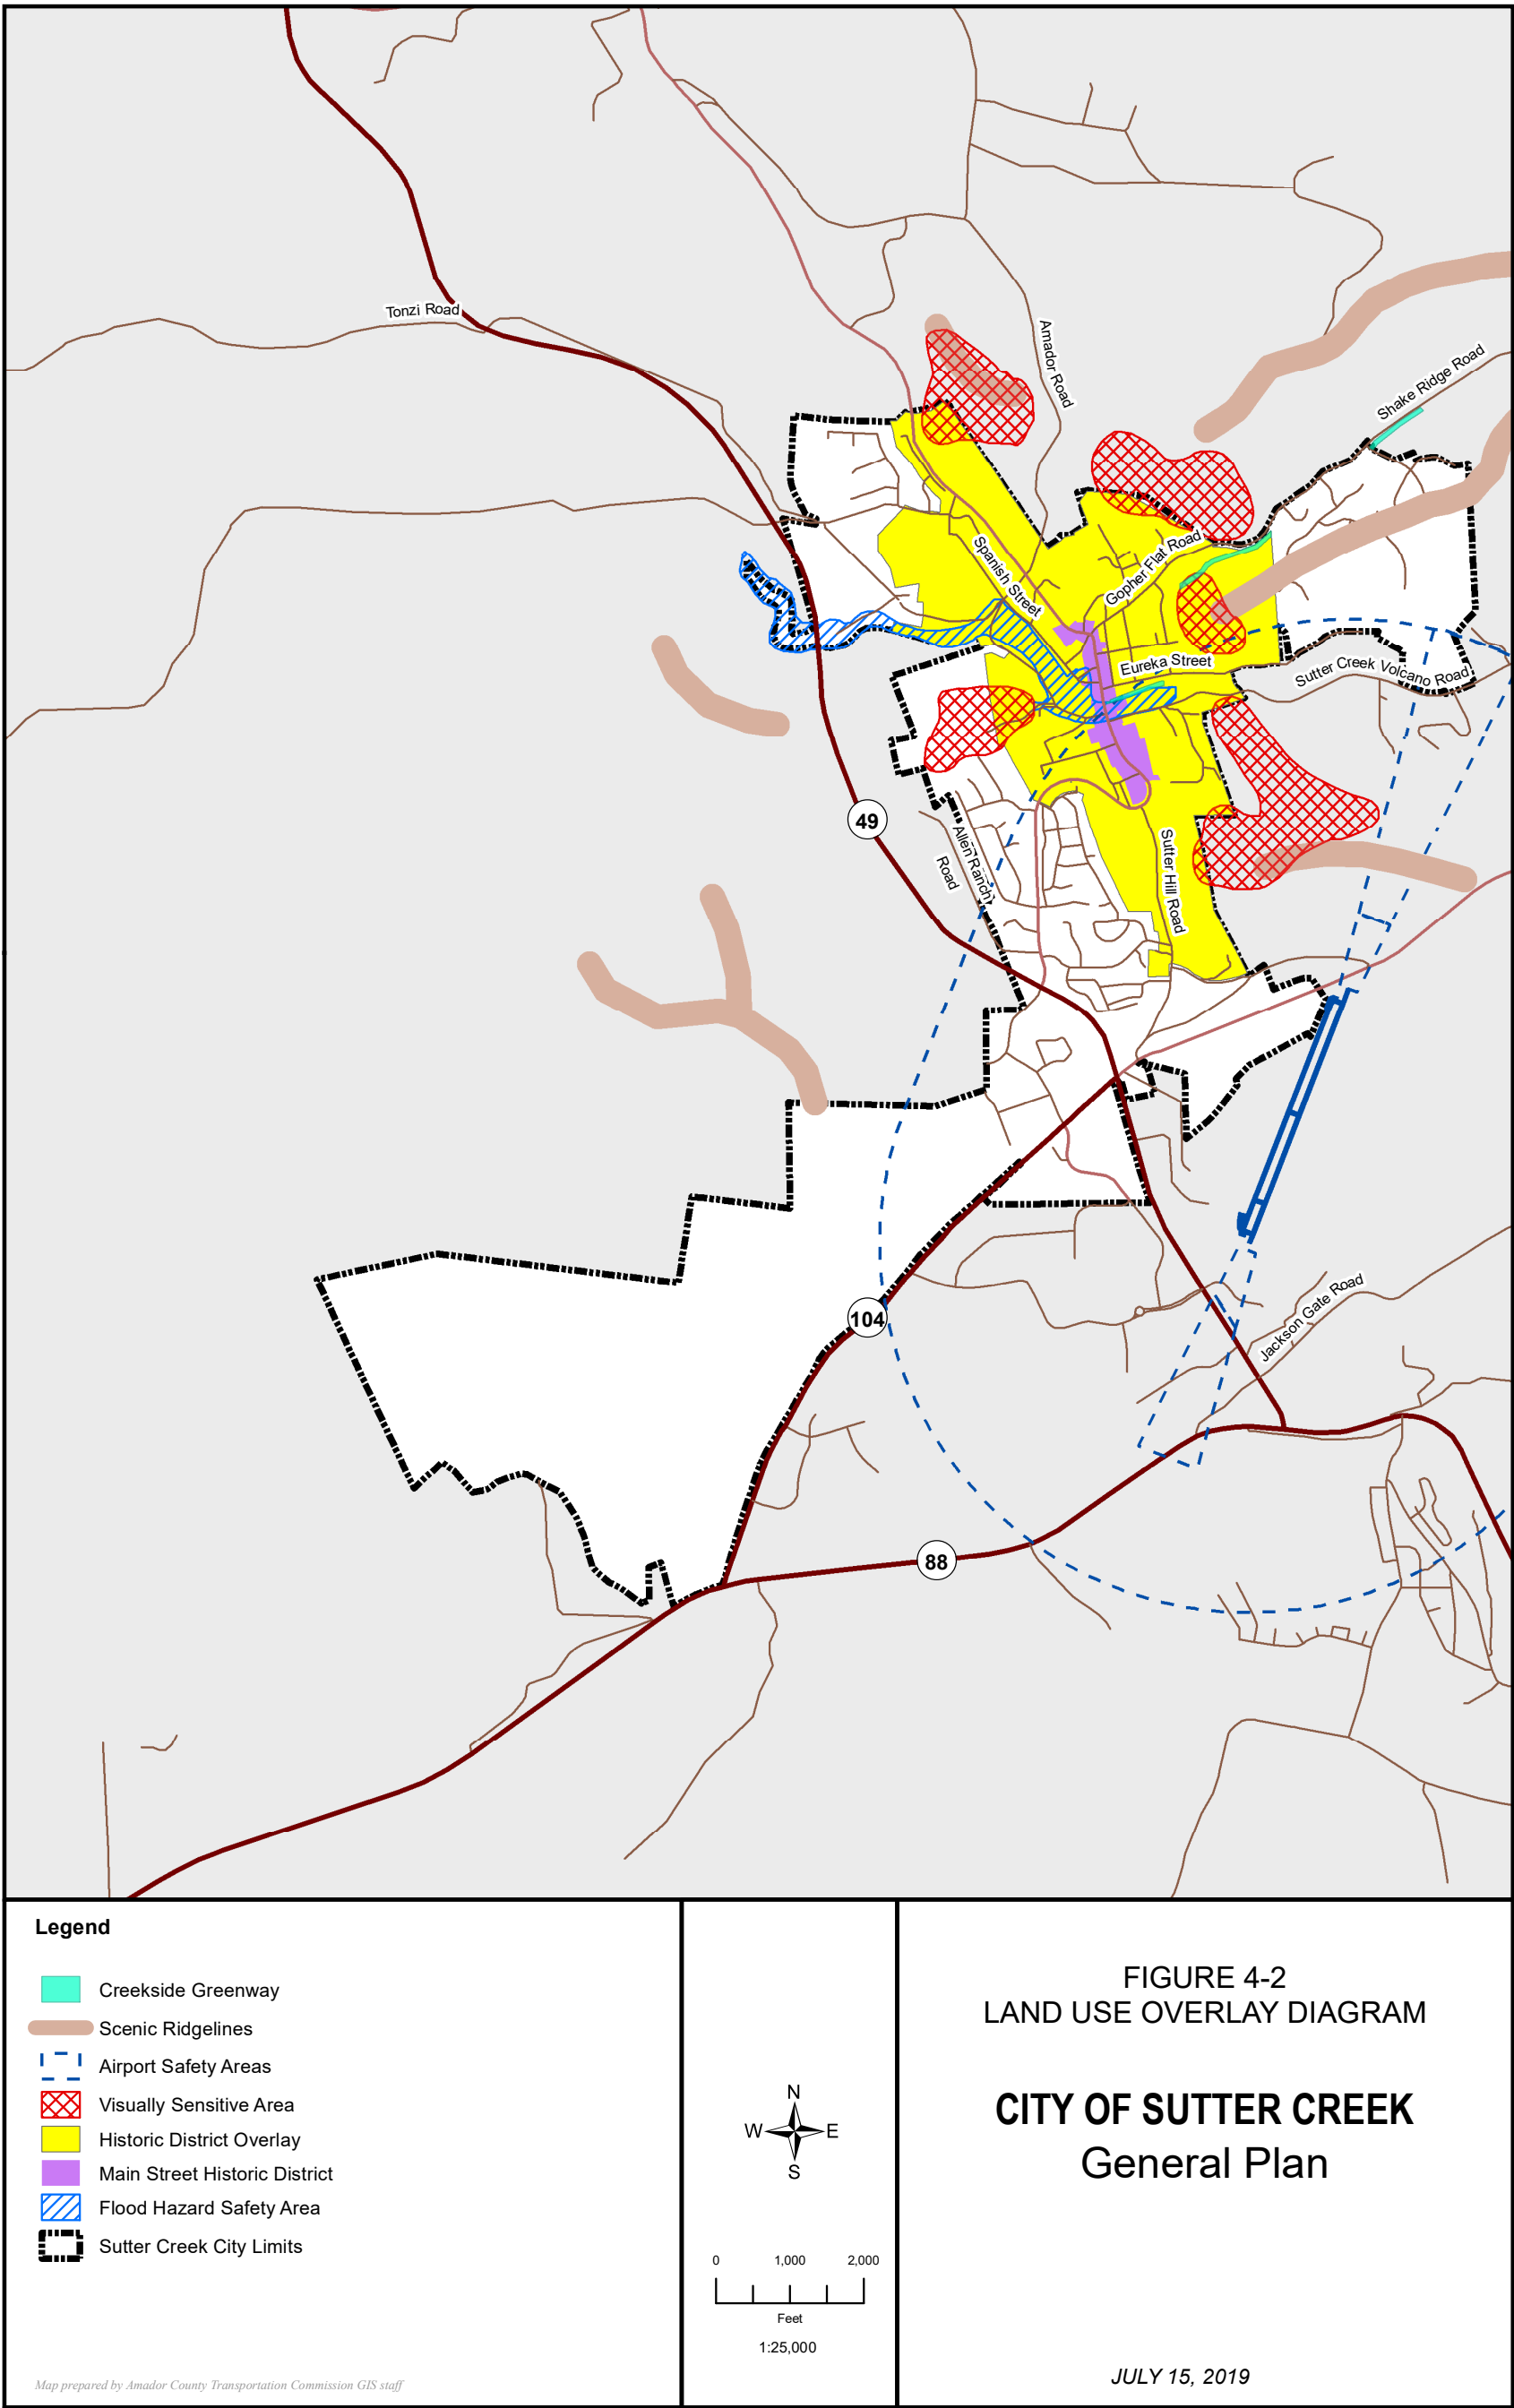 Tonzi Road
Amador Road
Shake Ridge Road
Spanish Street
Gopher Flat Road
Eureka Street
Sutter Creek Volcano Road
49
Allen Ranch
Road
Sutter Hill Road
104
Jackson Gate Road
88
Legend
Creekside Greenway
Scenic Ridgelines
Airport Safety Areas
Visually Sensitive Area
Historic District Overlay
Main Street Historic District
Flood Hazard Safety Area
Sutter Creek City Limits
Map prepared by Amador County Transportation Commission GIS staff
N
W E
S
0 1,000 2,000
Feet
1:25,000
FIGURE 4-2
LAND USE OVERLAY DIAGRAM
CITY OF SUTTER CREEK
General Plan
JULY 15, 2019